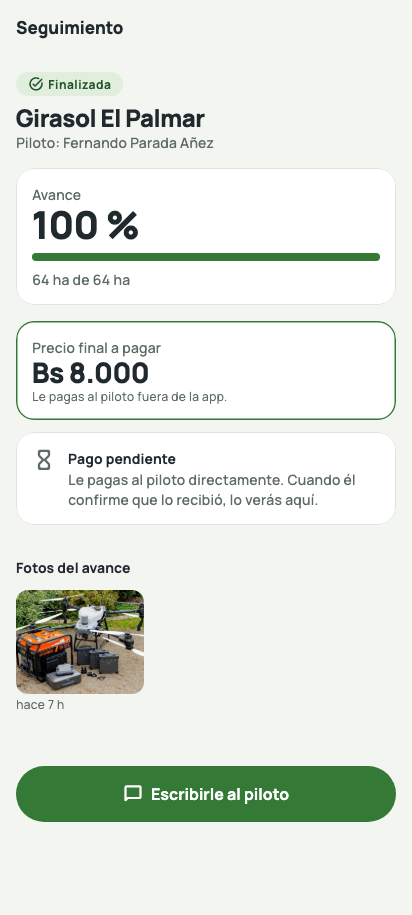 Seguimiento
Finalizada
Girasol El Palmar
Piloto: Fernando Parada Añez
Avance
100 %
64 ha de 64 ha
Precio final a pagar
Bs 8.000
Le pagas al piloto fuera de la app.
Pago pendiente
Le pagas al piloto directamente. Cuando él
confirme que lo recibió, lo verás aquí.
Fotos del avance
hace 7 h
Escribirle al piloto